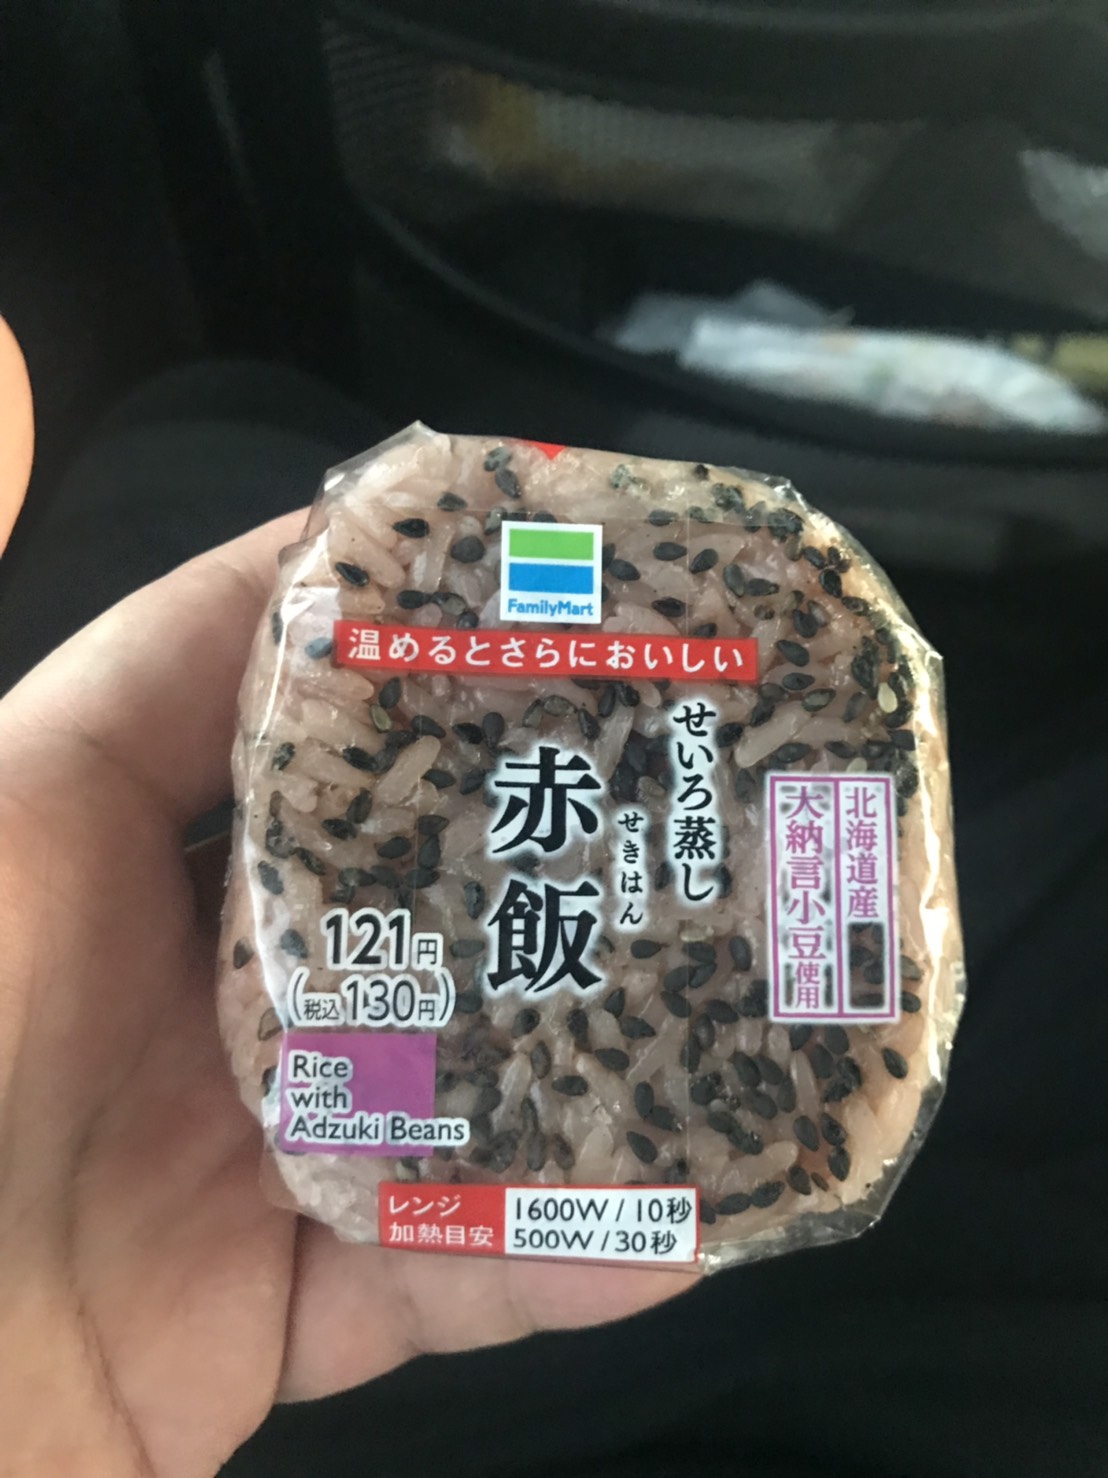 FamilyMart
温めるとさらにおいしい
せいろ蒸し
せきはん
赤飯
北海道産
大納言小豆使用
121円
(税込130円)
Rice
with
Adzuki Beans
レンジ
加熱目安
1600W/10秒
500W/30秒